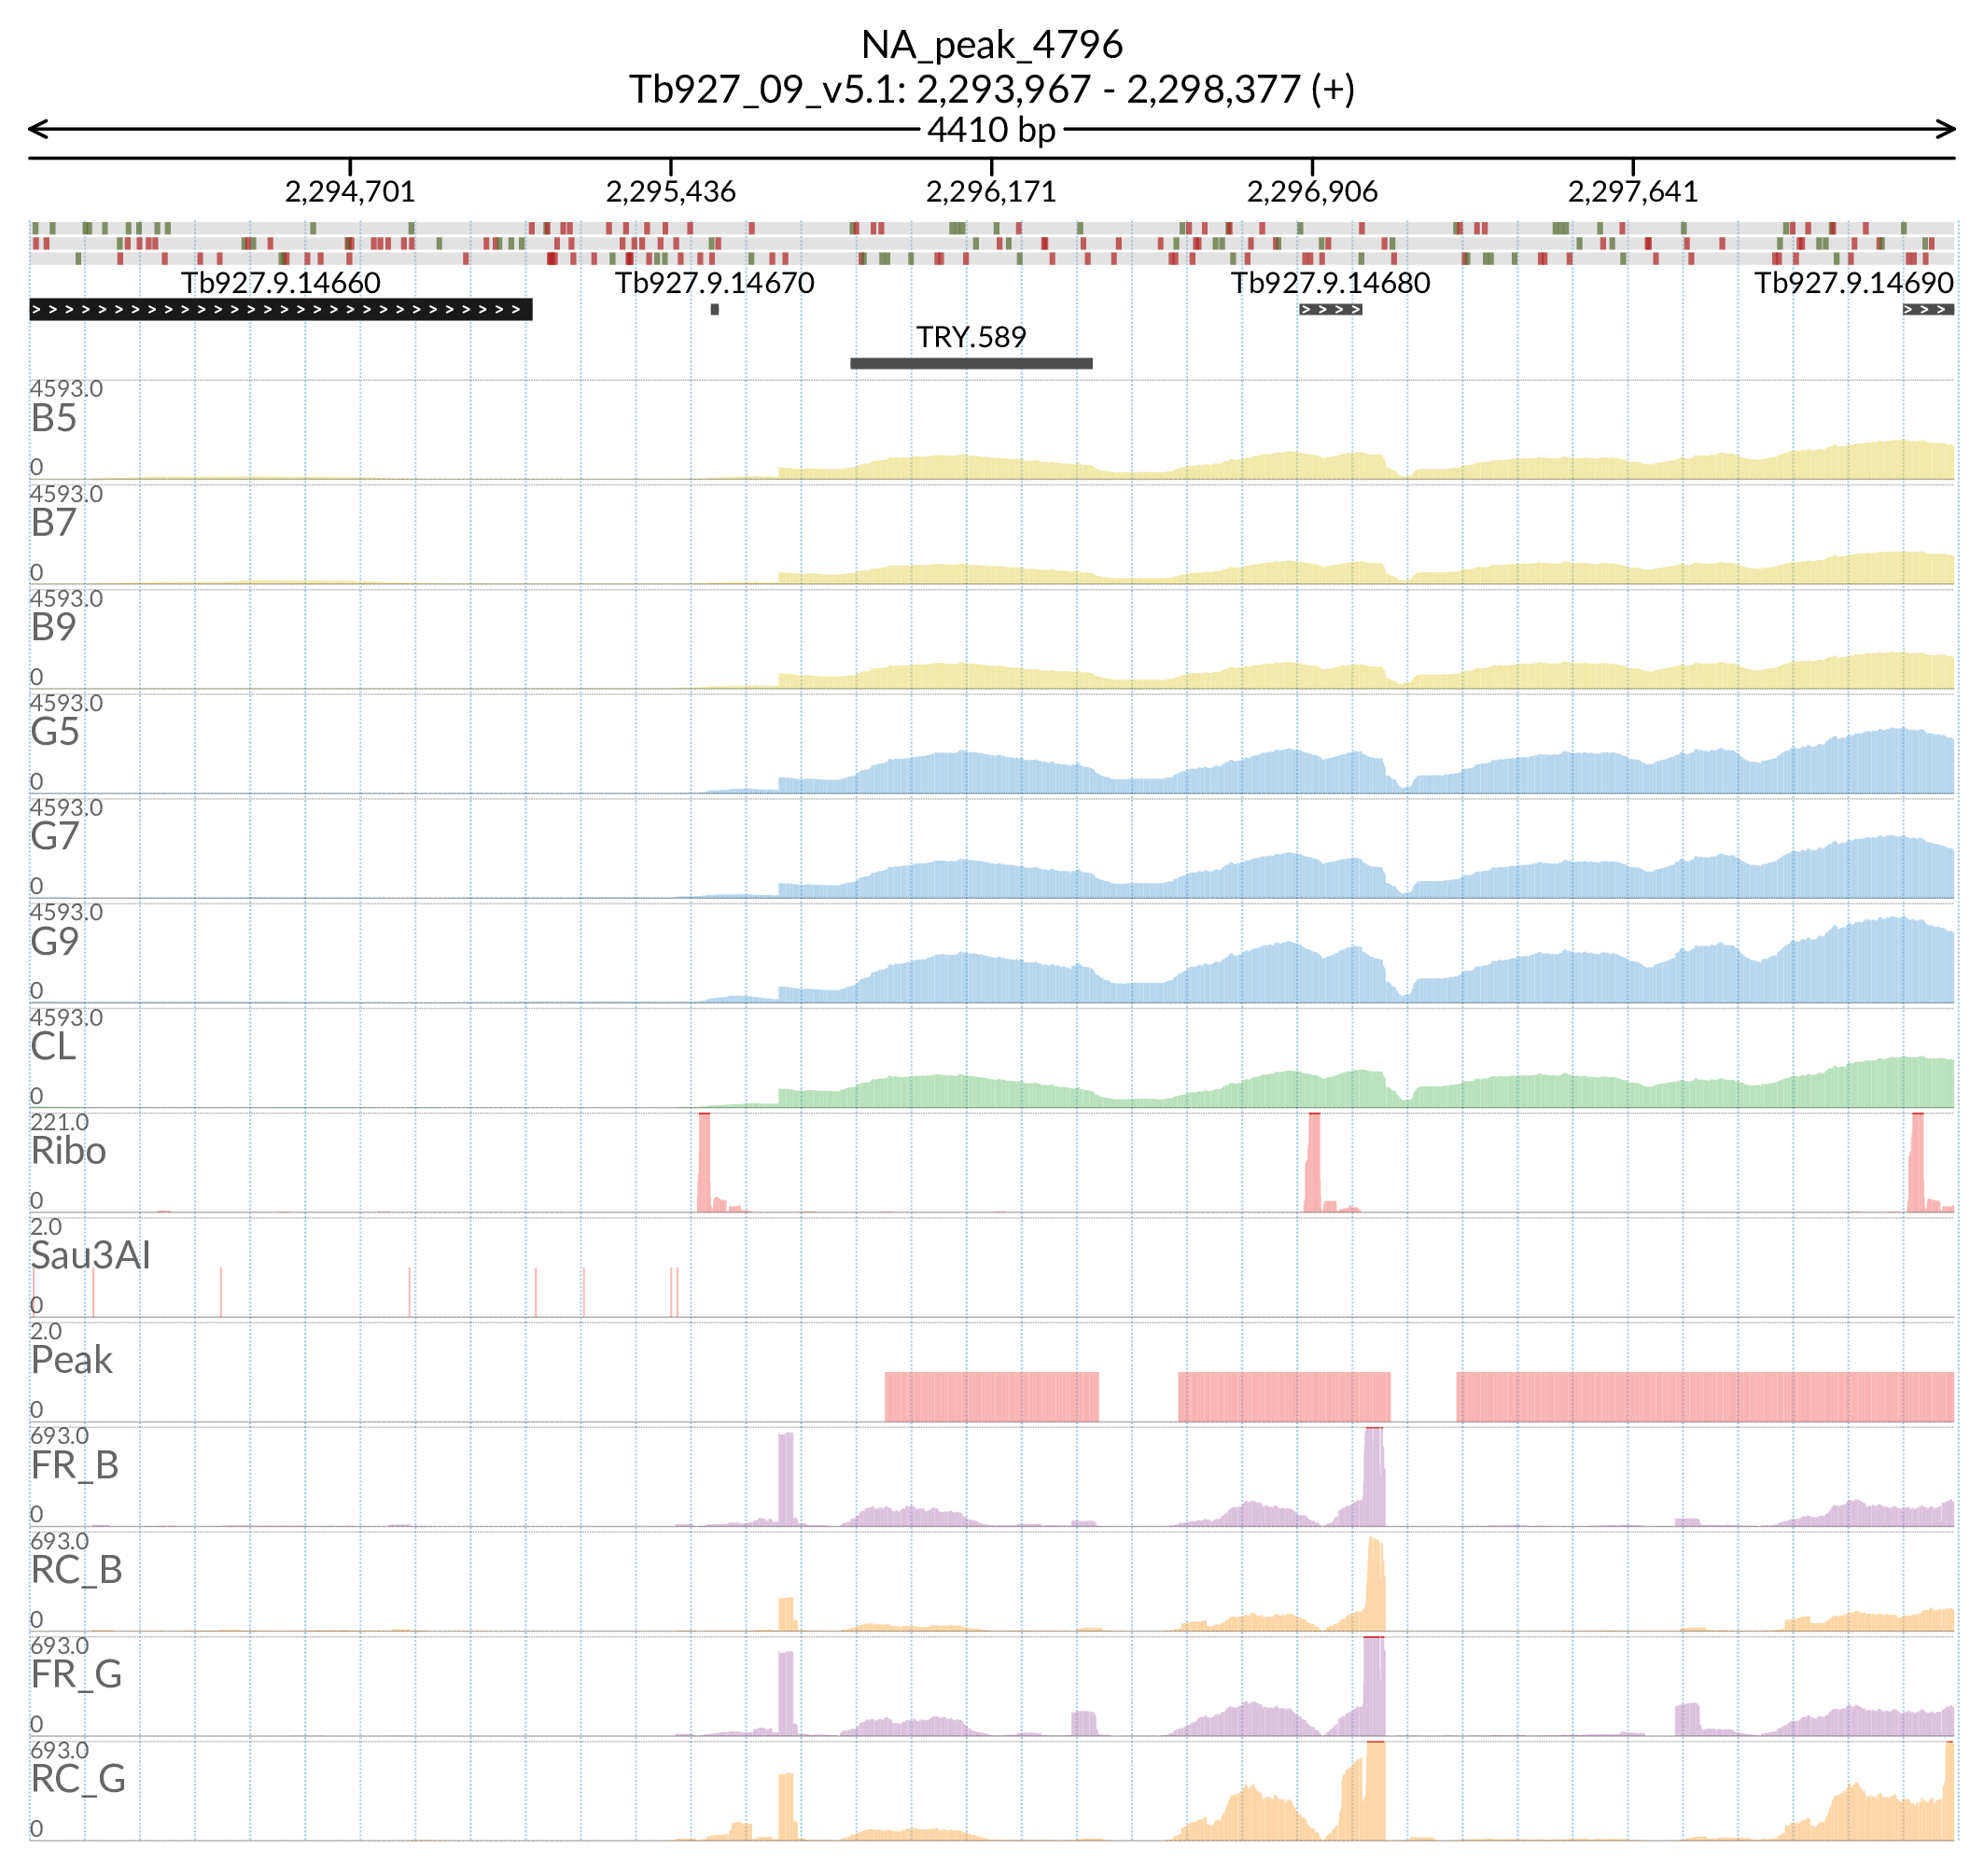 NA_peak_4796
Tb927_09_v5.1: 2,293,967 - 2,298,377 (+)
4410 bp
2,294,701 2,295,436 2,296,171 2,296,906 2,297,641
Tb927.9.14660 Tb927.9.14670 Tb927.9.14680 Tb927.9.14690
TRY.589
4593.0
B5
0
4593.0
B7
0
4593.0
B9
0
4593.0
G5
0
4593.0
G7
0
4593.0
G9
0
4593.0
CL
0
221.0
Ribo
0
2.0
Sau3AI
0
2.0
Peak
0
693.0
FR_B
0
693.0
RC_B
0
693.0
FR_G
0
693.0
RC_G
0